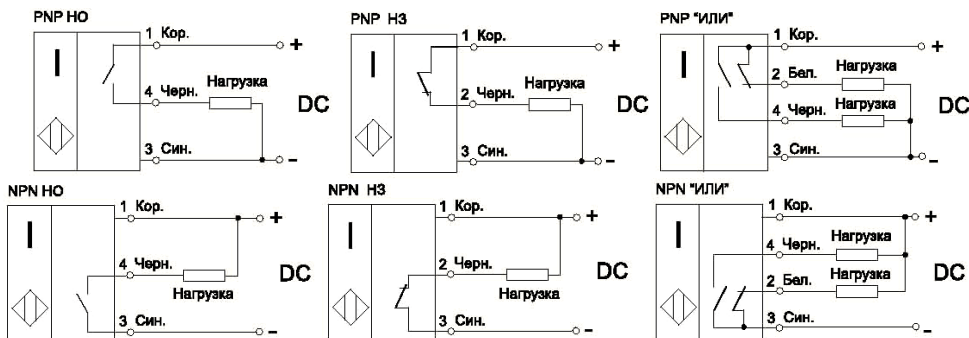 PNP НО
1 Кор.
+
4 Черн.
Нагрузка
DC
3 Син.
-
PNP НЗ
1 Кор.
+
2 Черн.
Нагрузка
DC
3 Син.
-
PNP "ИЛИ"
1 Кор.
+
2 Бел.
Нагрузка
4 Черн.
Нагрузка
DC
3 Син.
-
NPN НО
1 Кор.
+
4 Черн.
Нагрузка
DC
3 Син.
-
NPN НЗ
1 Кор.
+
2 Черн.
Нагрузка
DC
3 Син.
-
NPN "ИЛИ"
1 Кор.
+
4 Черн.
Нагрузка
2 Бел.
Нагрузка
DC
3 Син.
-